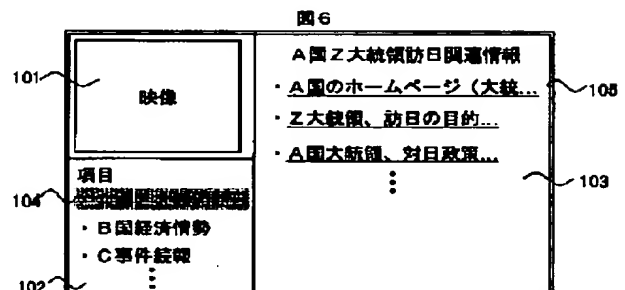 図6
101
映像
項目
104
・B国経済情勢
・C事件続報
102
A国Z大統領訪日関連情報
・A国のホームページ（大統...
・Z大統領、訪日の目的...
・A国大統領、対日政策...
105
103